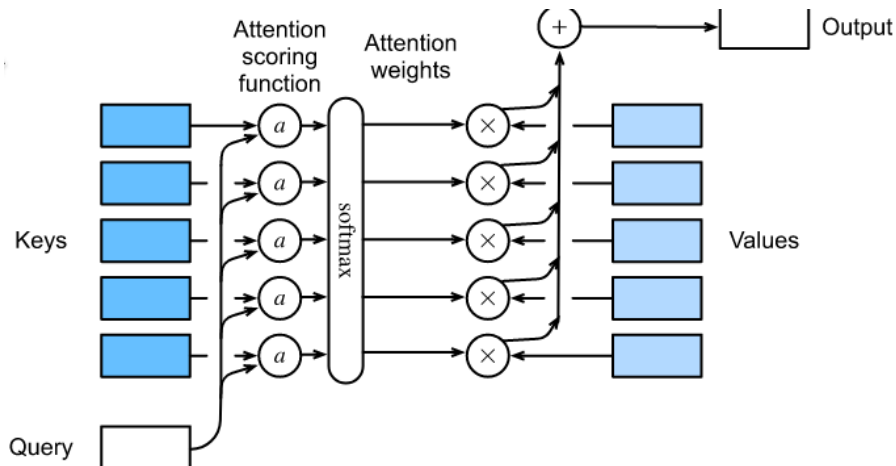 Attention
scoring
function
Attention
weights
+
Output
a
×
a
×
Keys
a
softmax
×
Values
a
×
a
×
Query